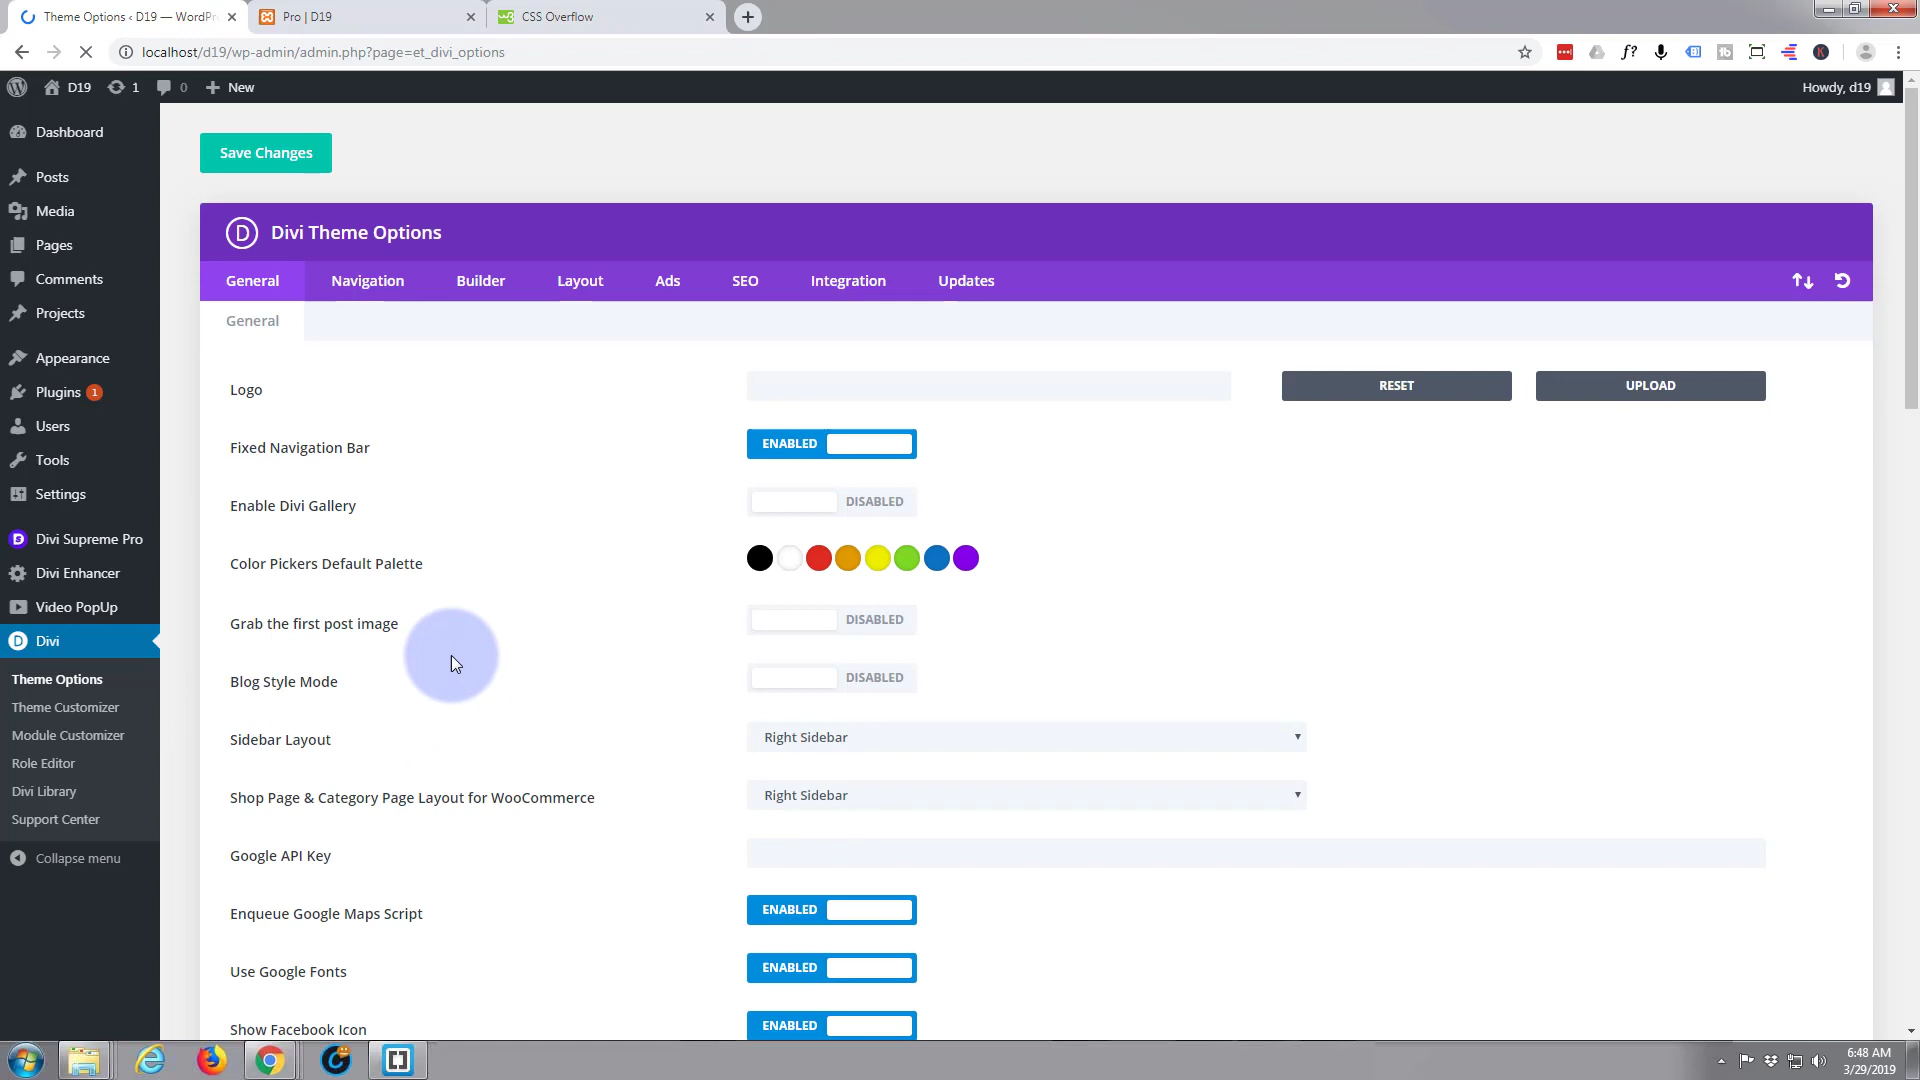 Theme Options ‹ D19 — WordPr
Pro | D19
CSS Overflow
localhost/d19/wp-admin/admin.php?page=et_divi_options
D19
1
0
New
Howdy, d19
Dashboard
Posts
Media
Pages
Comments
Projects
Appearance
Plugins 1
Users
Tools
Settings
Divi Supreme Pro
Divi Enhancer
Video PopUp
Divi
Theme Options
Theme Customizer
Module Customizer
Role Editor
Divi Library
Support Center
Collapse menu
Save Changes
Divi Theme Options
General Navigation Builder Layout Ads SEO Integration Updates
General
Logo RESET UPLOAD
Fixed Navigation Bar ENABLED
Enable Divi Gallery DISABLED
Color Pickers Default Palette
Grab the first post image DISABLED
Blog Style Mode DISABLED
Sidebar Layout Right Sidebar
Shop Page & Category Page Layout for WooCommerce Right Sidebar
Google API Key
Enqueue Google Maps Script ENABLED
Use Google Fonts ENABLED
Show Facebook Icon ENABLED
6:48 AM
3/29/2019